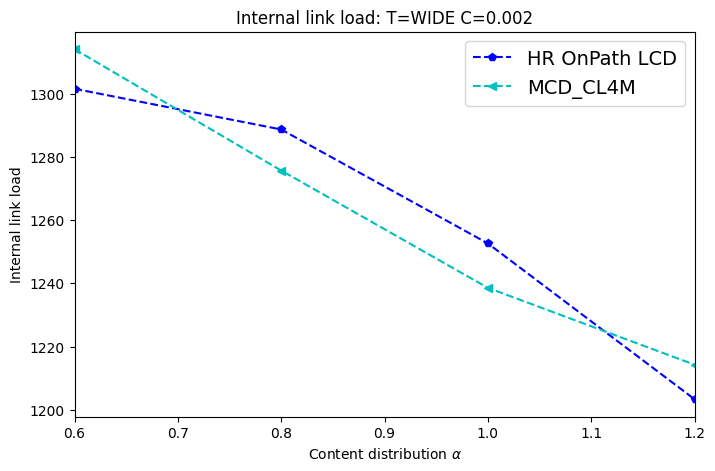 Internal link load: T=WIDE C=0.002
HR OnPath LCD
MCD_CL4M
Internal link load
1300
1280
1260
1240
1220
1200
0.6 0.7 0.8 0.9 1.0 1.1 1.2
Content distribution α